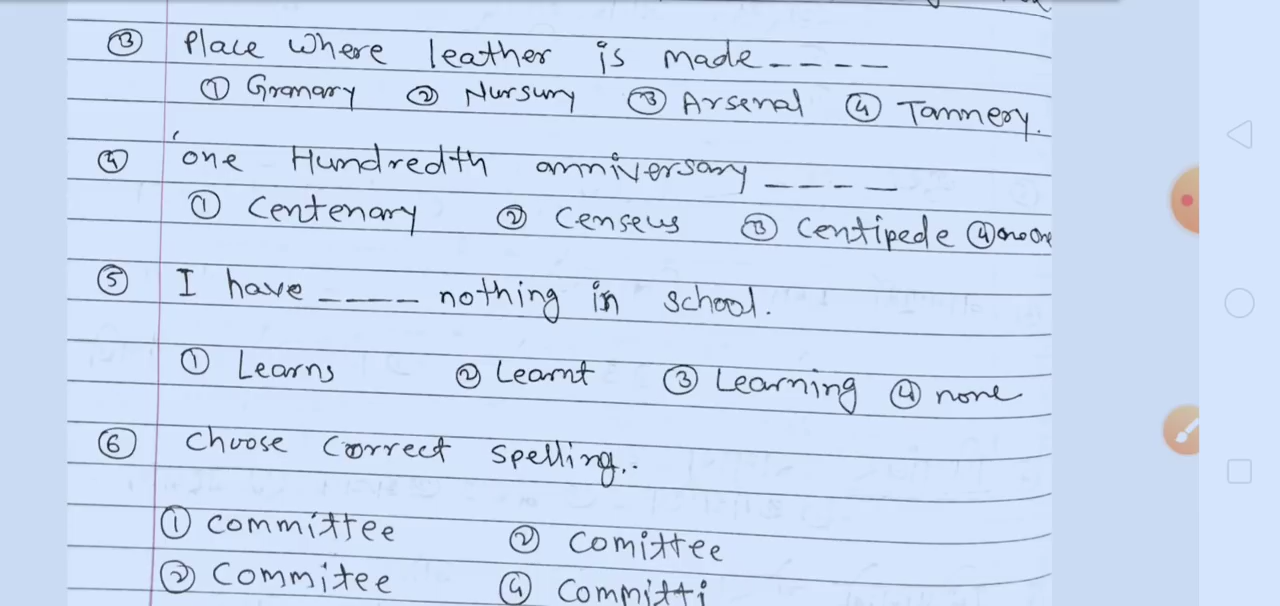 ③ Place where leather is made----
① Gronary ② Nursury ③ Arsenal ④ Tannery.
④ 'one Hundredth anniversary ----
① Centenary ② Censeus ③ Centipede ④
⑤ I have ---- nothing in school.
① Learns ② Learnt ③ Learning ④ none
⑥ Choose Correct spelling..
① committee ② Comittee
② Commitee ④ Committi